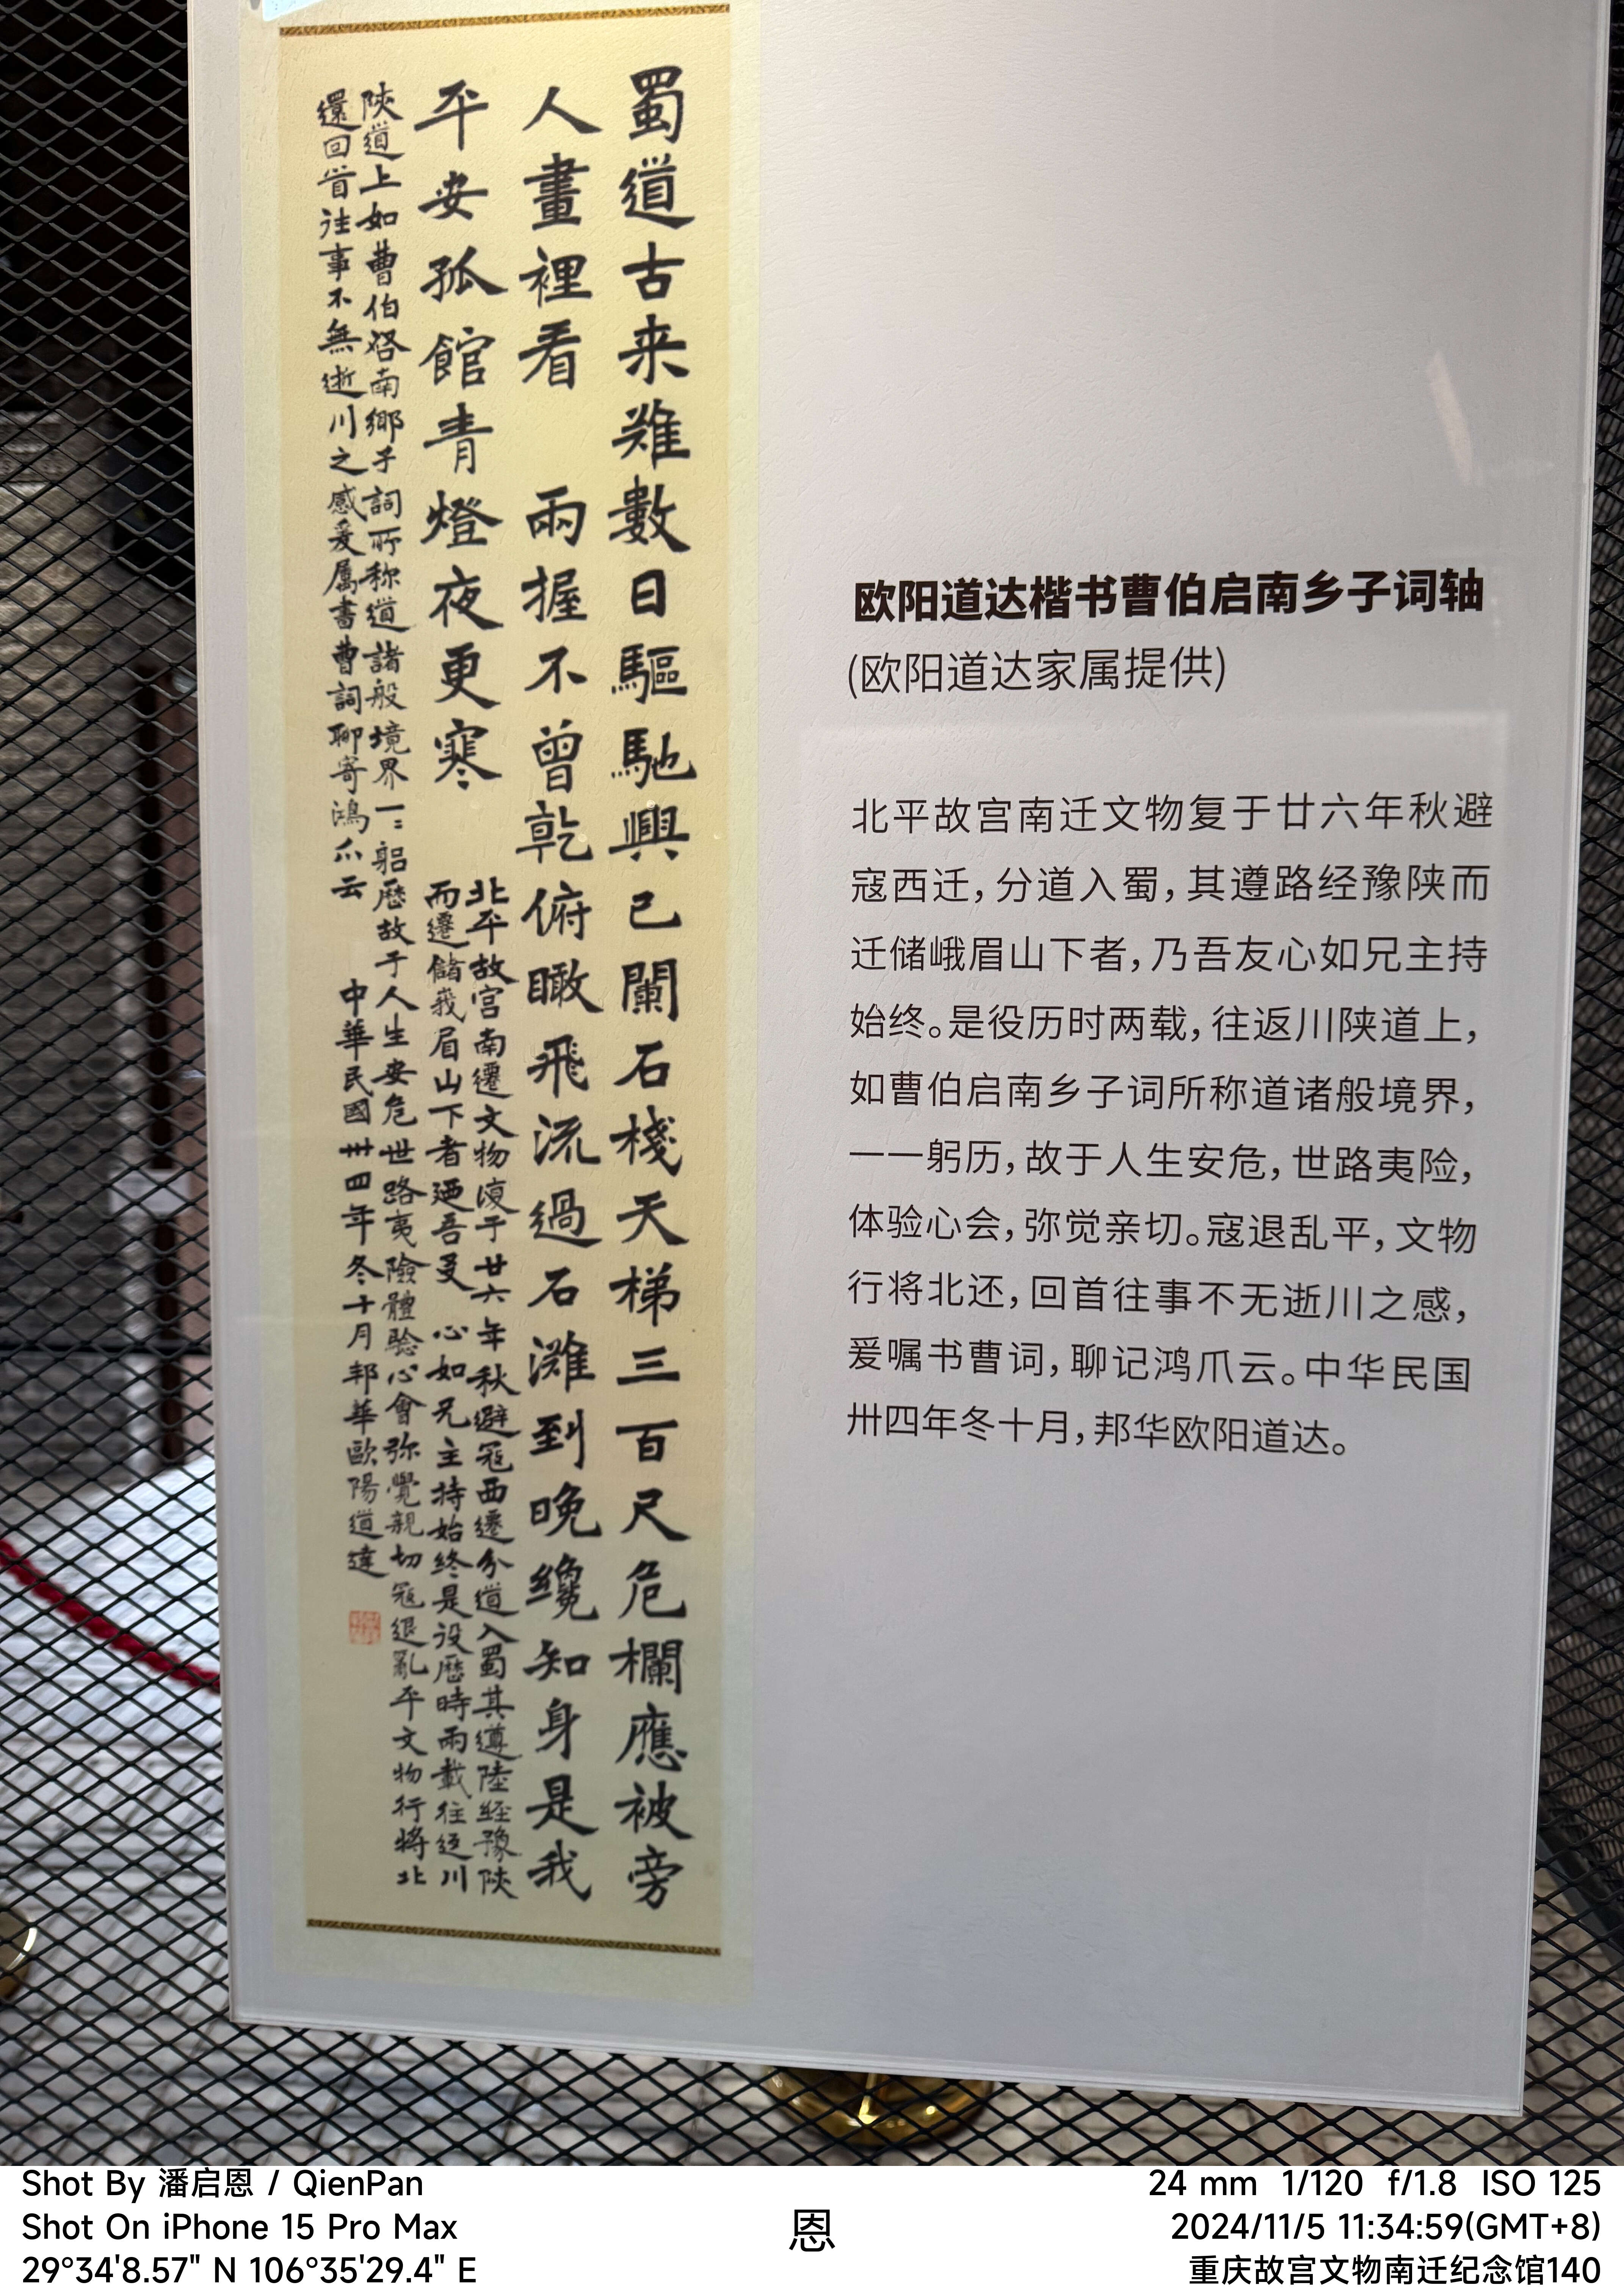 蜀道古来難數日驅馳興已闌石棧天梯三百尺危欄應被旁
人畫裡看 兩握不曾乾俯瞰飛流過石灘到晚纔知身是我
平安孤館青燈夜更寒
北平故宫南遷文物復于廿六年秋避寇西遷分道入蜀其遵陸經豫陝
而遷儲峩眉山下者廼吾友 心如兄主持始終是役歷時兩載往返川
陝道上如曹伯啓南鄉子詞所称道諸般境界一〻躬歷故于人生安危世路夷險體驗心會弥覺親切寇退亂平文物行將北
還回首往事不無逝川之感爰屬書曹詞聊寄鴻爪云 中華民國卅四年冬十月邦華歐陽道達
欧阳道达楷书曹伯启南乡子词轴
(欧阳道达家属提供)
北平故宫南迁文物复于廿六年秋避
寇西迁，分道入蜀，其遵路经豫陕而
迁储峨眉山下者，乃吾友心如兄主持
始终。是役历时两载，往返川陕道上，
如曹伯启南乡子词所称道诸般境界，
一一躬历，故于人生安危，世路夷险，
体验心会，弥觉亲切。寇退乱平，文物
行将北还，回首往事不无逝川之感，
爰嘱书曹词，聊记鸿爪云。中华民国
卅四年冬十月，邦华欧阳道达。
Shot By 潘启恩 / QienPan
Shot On iPhone 15 Pro Max
29°34'8.57" N 106°35'29.4" E
恩
24 mm 1/120 f/1.8 ISO 125
2024/11/5 11:34:59(GMT+8)
重庆故宫文物南迁纪念馆140